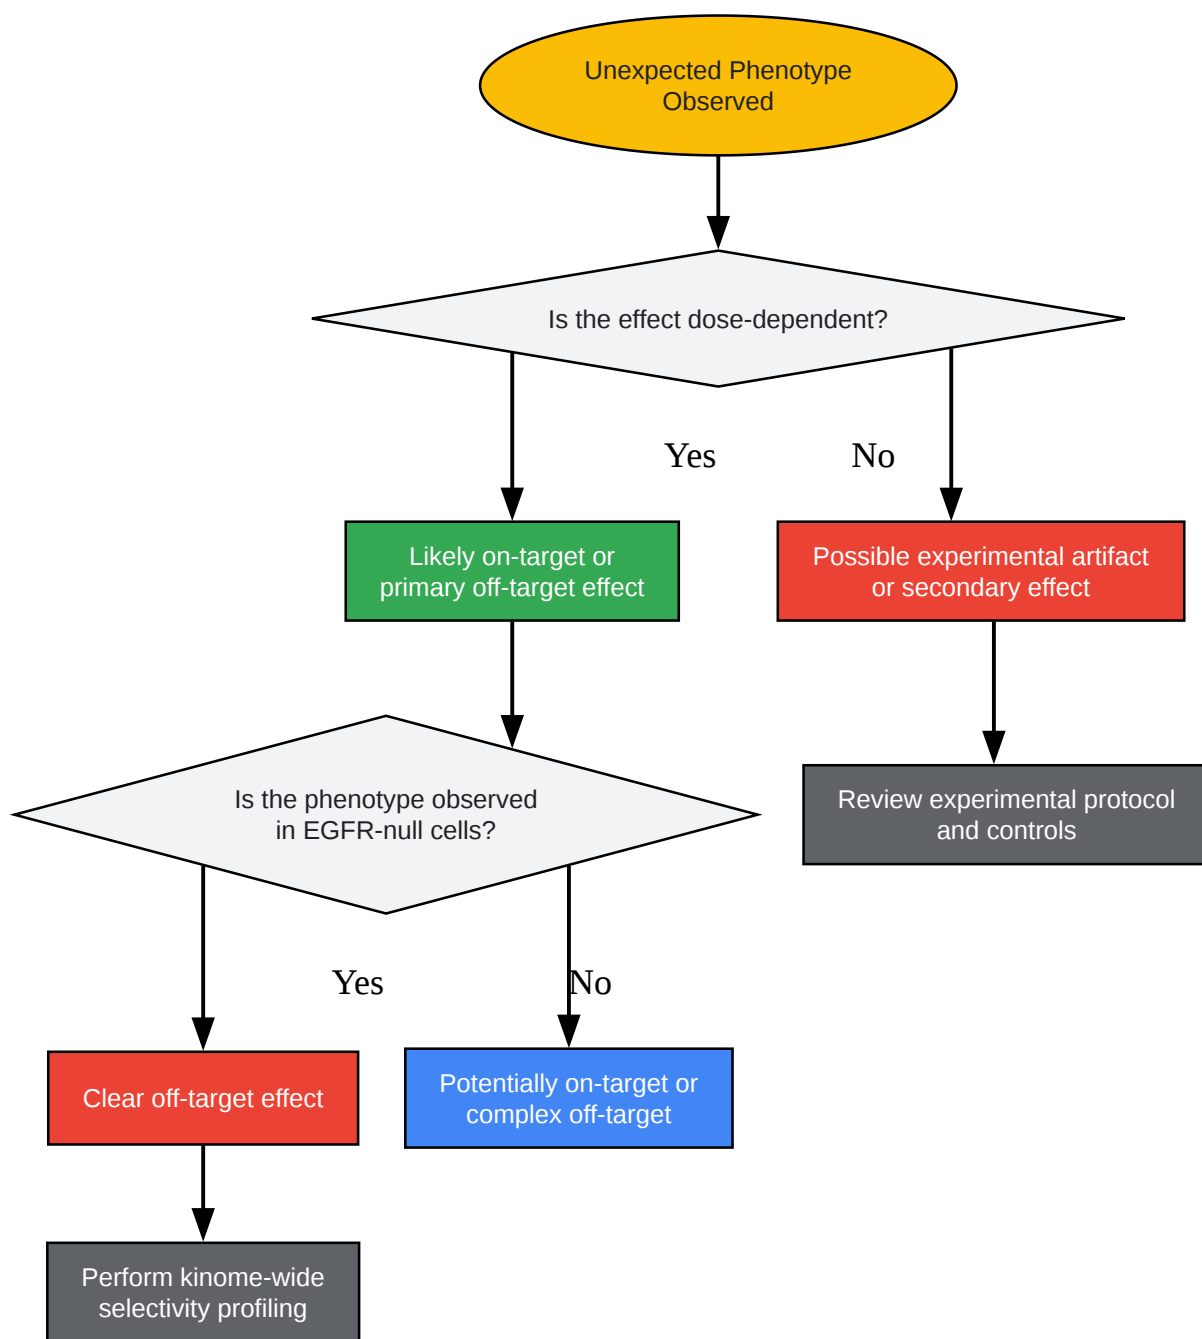 Unexpected Phenotype
Observed
Is the effect dose-dependent?
Yes
No
Likely on-target or
primary off-target effect
Possible experimental artifact
or secondary effect
Is the phenotype observed
in EGFR-null cells?
Review experimental protocol
and controls
Yes
No
Clear off-target effect
Potentially on-target or
complex off-target
Perform kinome-wide
selectivity profiling